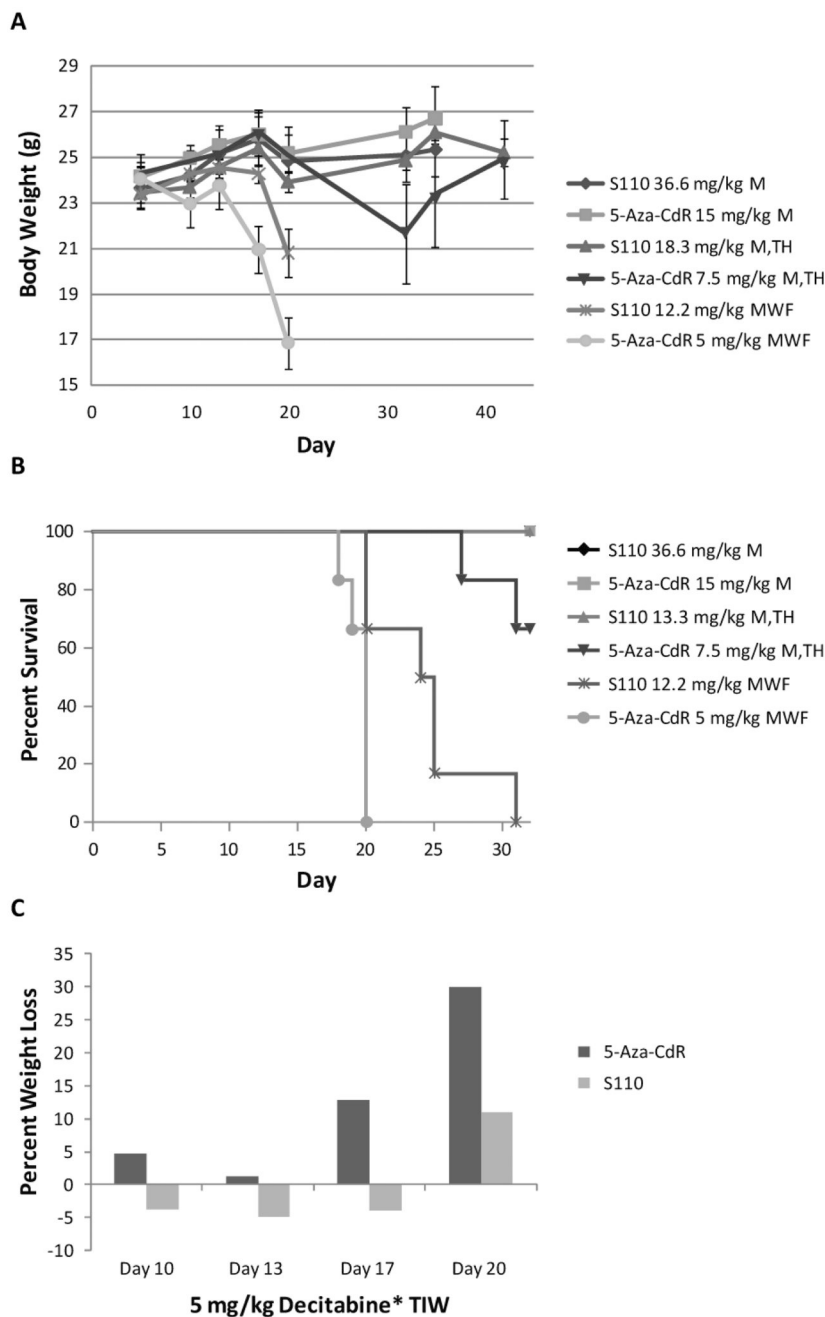 A
29
27
25
23
21
19
17
15
0 10 20 30 40
Body Weight (g)
Day
S110 36.6 mg/kg M
5-Aza-CdR 15 mg/kg M
S110 18.3 mg/kg M,TH
5-Aza-CdR 7.5 mg/kg M,TH
S110 12.2 mg/kg MWF
5-Aza-CdR 5 mg/kg MWF
B
100
80
60
40
20
0
0 5 10 15 20 25 30
Percent Survival
Day
S110 36.6 mg/kg M
5-Aza-CdR 15 mg/kg M
S110 13.3 mg/kg M,TH
5-Aza-CdR 7.5 mg/kg M,TH
S110 12.2 mg/kg MWF
5-Aza-CdR 5 mg/kg MWF
C
35
30
25
20
15
10
5
0
-5
-10
Percent Weight Loss
Day 10 Day 13 Day 17 Day 20
5 mg/kg Decitabine* TIW
5-Aza-CdR
S110